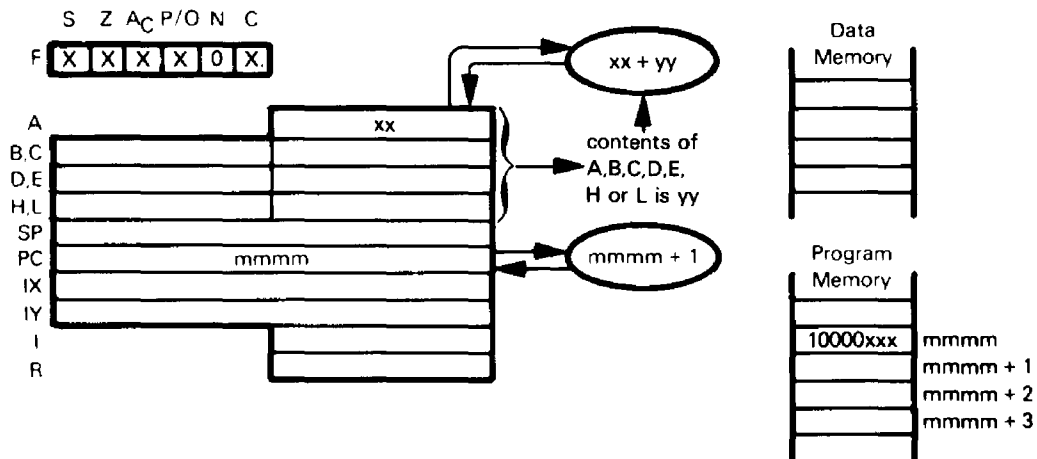 S Z AC P/O N C
F X X X X 0 X.
A xx
B,C
D,E
H,L
SP
PC mmmm
IX
IY
I
R
xx + yy
contents of
A,B,C,D,E,
H or L is yy
mmmm + 1
Data
Memory
Program
Memory
10000xxx mmmm
mmmm + 1
mmmm + 2
mmmm + 3